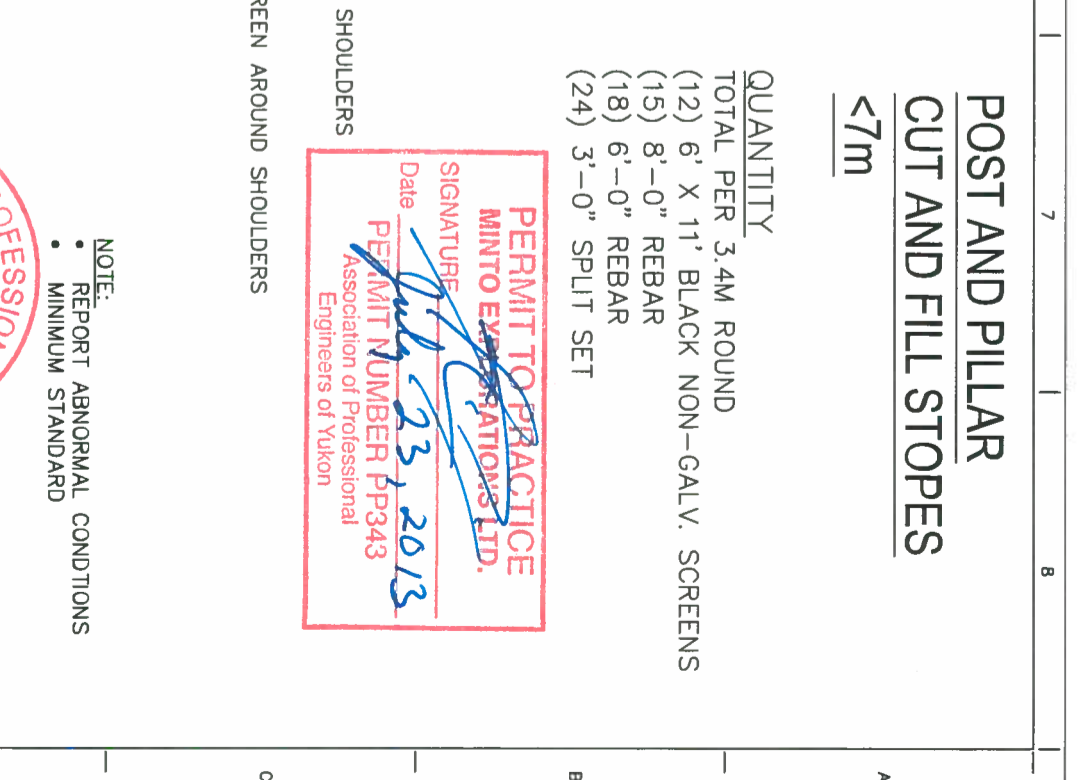 7
8
POST AND PILLAR
CUT AND FILL STOPES
<7m
A
QUANTITY
TOTAL PER 3.4M ROUND
(12) 6' X 11' BLACK NON-GALV. SCREENS
(15) 8'-0" REBAR
(18) 6'-0" REBAR
(24) 3'-0" SPLIT SET
B
PERMIT TO PRACTICE
MINTO EXPLORATIONS LTD.
SIGNATURE
Date July 23, 2013
PERMIT NUMBER PP343
Association of Professional
Engineers of Yukon
SHOULDERS
REEN AROUND SHOULDERS
C
NOTE:
• REPORT ABNORMAL CONDTIONS
• MINIMUM STANDARD
OFESSIO